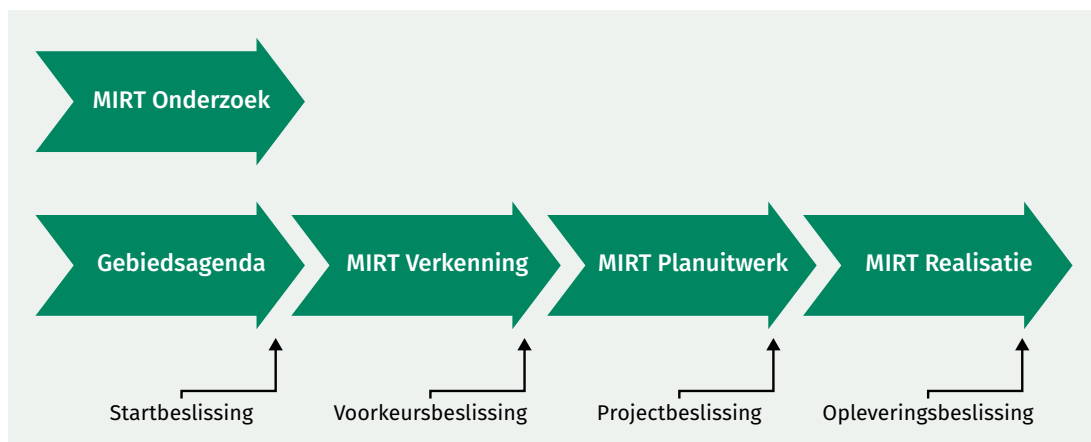 MIRT Onderzoek
Gebiedsagenda
MIRT Verkenning
MIRT Planuitwerk
MIRT Realisatie
Startbeslissing
Voorkeursbeslissing
Projectbeslissing
Opleveringsbeslissing